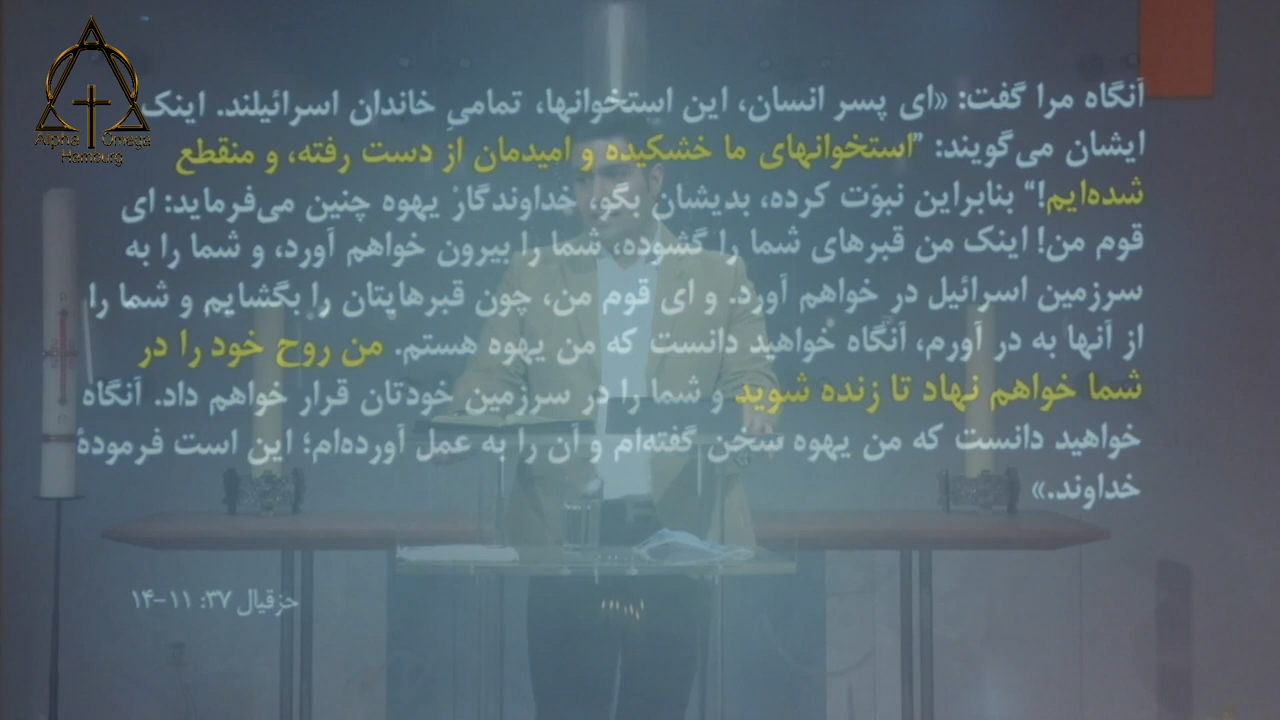 Alpha Omega
Hamburg
آنگاه مرا گفت: «ای پسر انسان، این استخوانها، تمامیِ خاندان اسرائیلند. اینک
ایشان می‌گویند: ”استخوانهای ما خشکیده و امیدمان از دست رفته، و منقطع
شده‌ایم!“ بنابراین نبوّت کرده، بدیشان بگو، خداوندگارْ یهوه چنین می‌فرماید: ای
قوم من! اینک من قبرهای شما را گشوده، شما را بیرون خواهم آورد، و شما را به
سرزمین اسرائیل در خواهم آورد. و ای قوم من، چون قبرهایتان را بگشایم و شما را
از آنها به در آورم، آنگاه خواهید دانست که من یهوه هستم. من روح خود را در
شما خواهم نهاد تا زنده شوید و شما را در سرزمین خودتان قرار خواهم داد. آنگاه
خواهید دانست که من یهوه سخن گفته‌ام و آن را به عمل آورده‌ام؛ این است فرمودۀ
خداوند.»
حزقیال ۳۷: ۱۱-۱۴